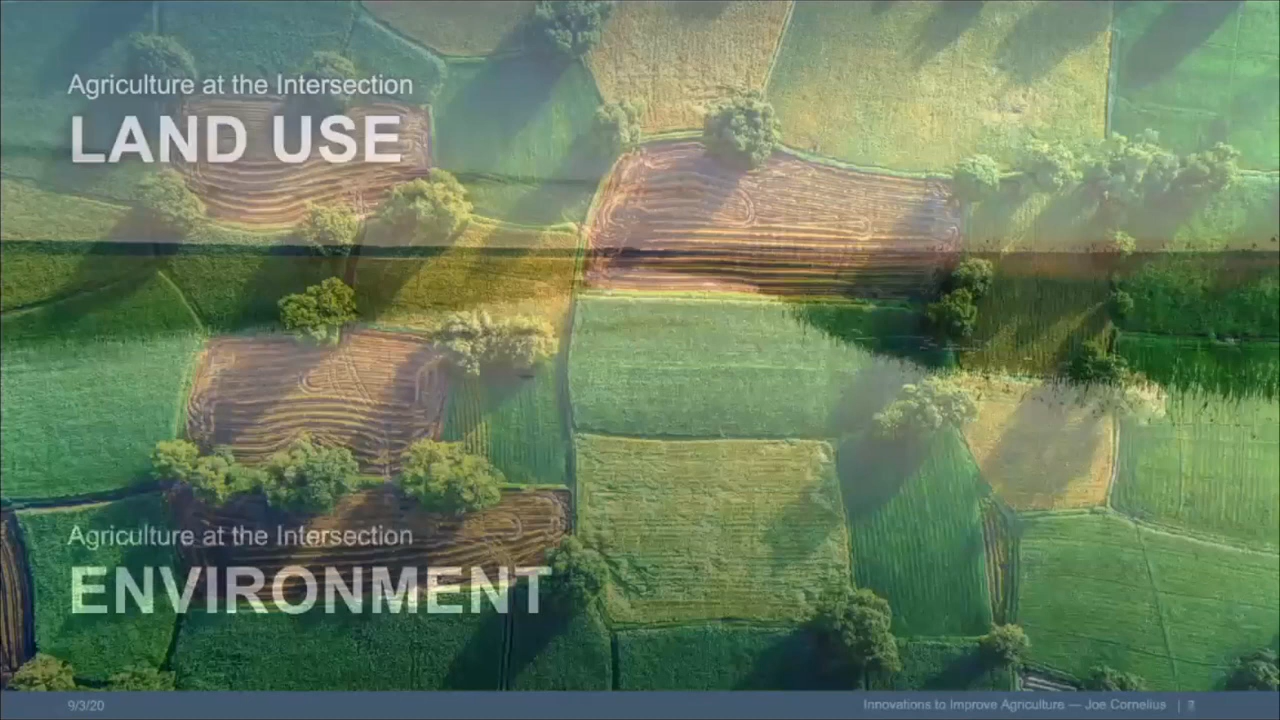 Agriculture at the Intersection
LAND USE
Agriculture at the Intersection
ENVIRONMENT
9/3/20
Innovations to Improve Agriculture — Joe Cornelius |